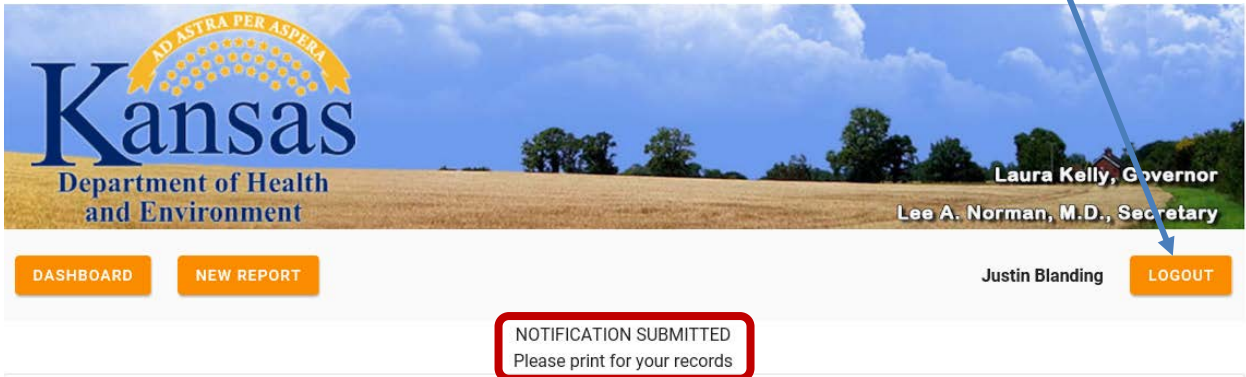 AD ASTRA PER ASPERA
Kansas
Department of Health
and Environment
Laura Kelly, Governor
Lee A. Norman, M.D., Secretary
DASHBOARD NEW REPORT Justin Blanding LOGOUT
NOTIFICATION SUBMITTED
Please print for your records